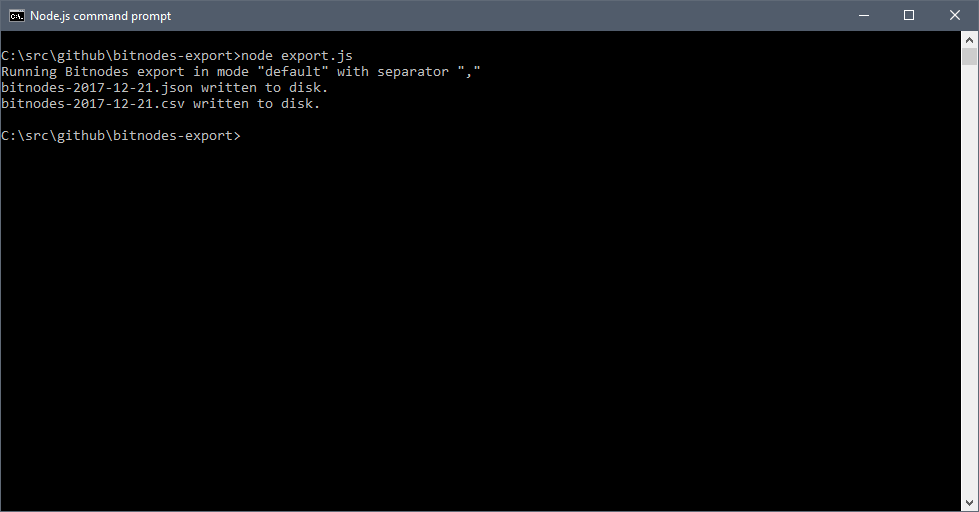 Node.js command prompt
C:\src\github\bitnodes-export>node export.js
Running Bitnodes export in mode "default" with separator ","
bitnodes-2017-12-21.json written to disk.
bitnodes-2017-12-21.csv written to disk.
C:\src\github\bitnodes-export>